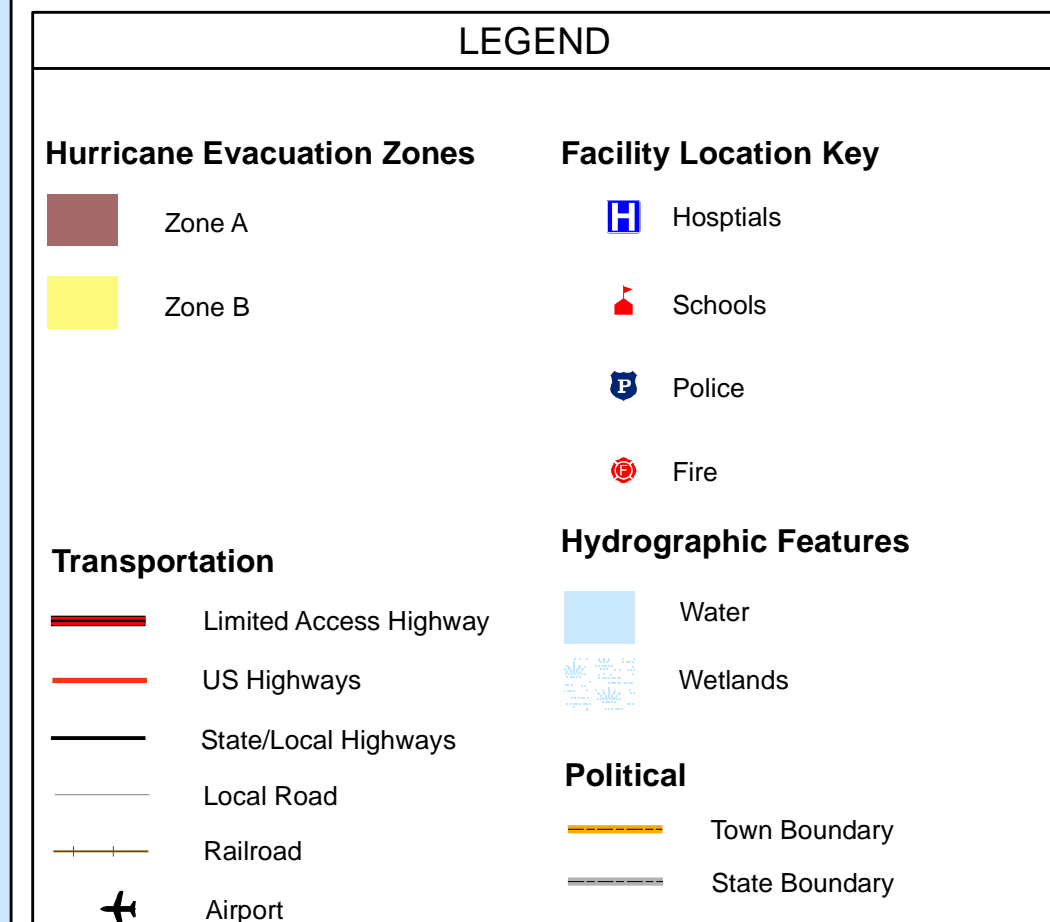 LEGEND
Hurricane Evacuation Zones
Zone A
Zone B
Facility Location Key
H
Hosptials
Schools
P
Police
F
Fire
Transportation
Limited Access Highway
US Highways
State/Local Highways
Local Road
Railroad
Airport
Hydrographic Features
Water
Wetlands
Political
Town Boundary
State Boundary